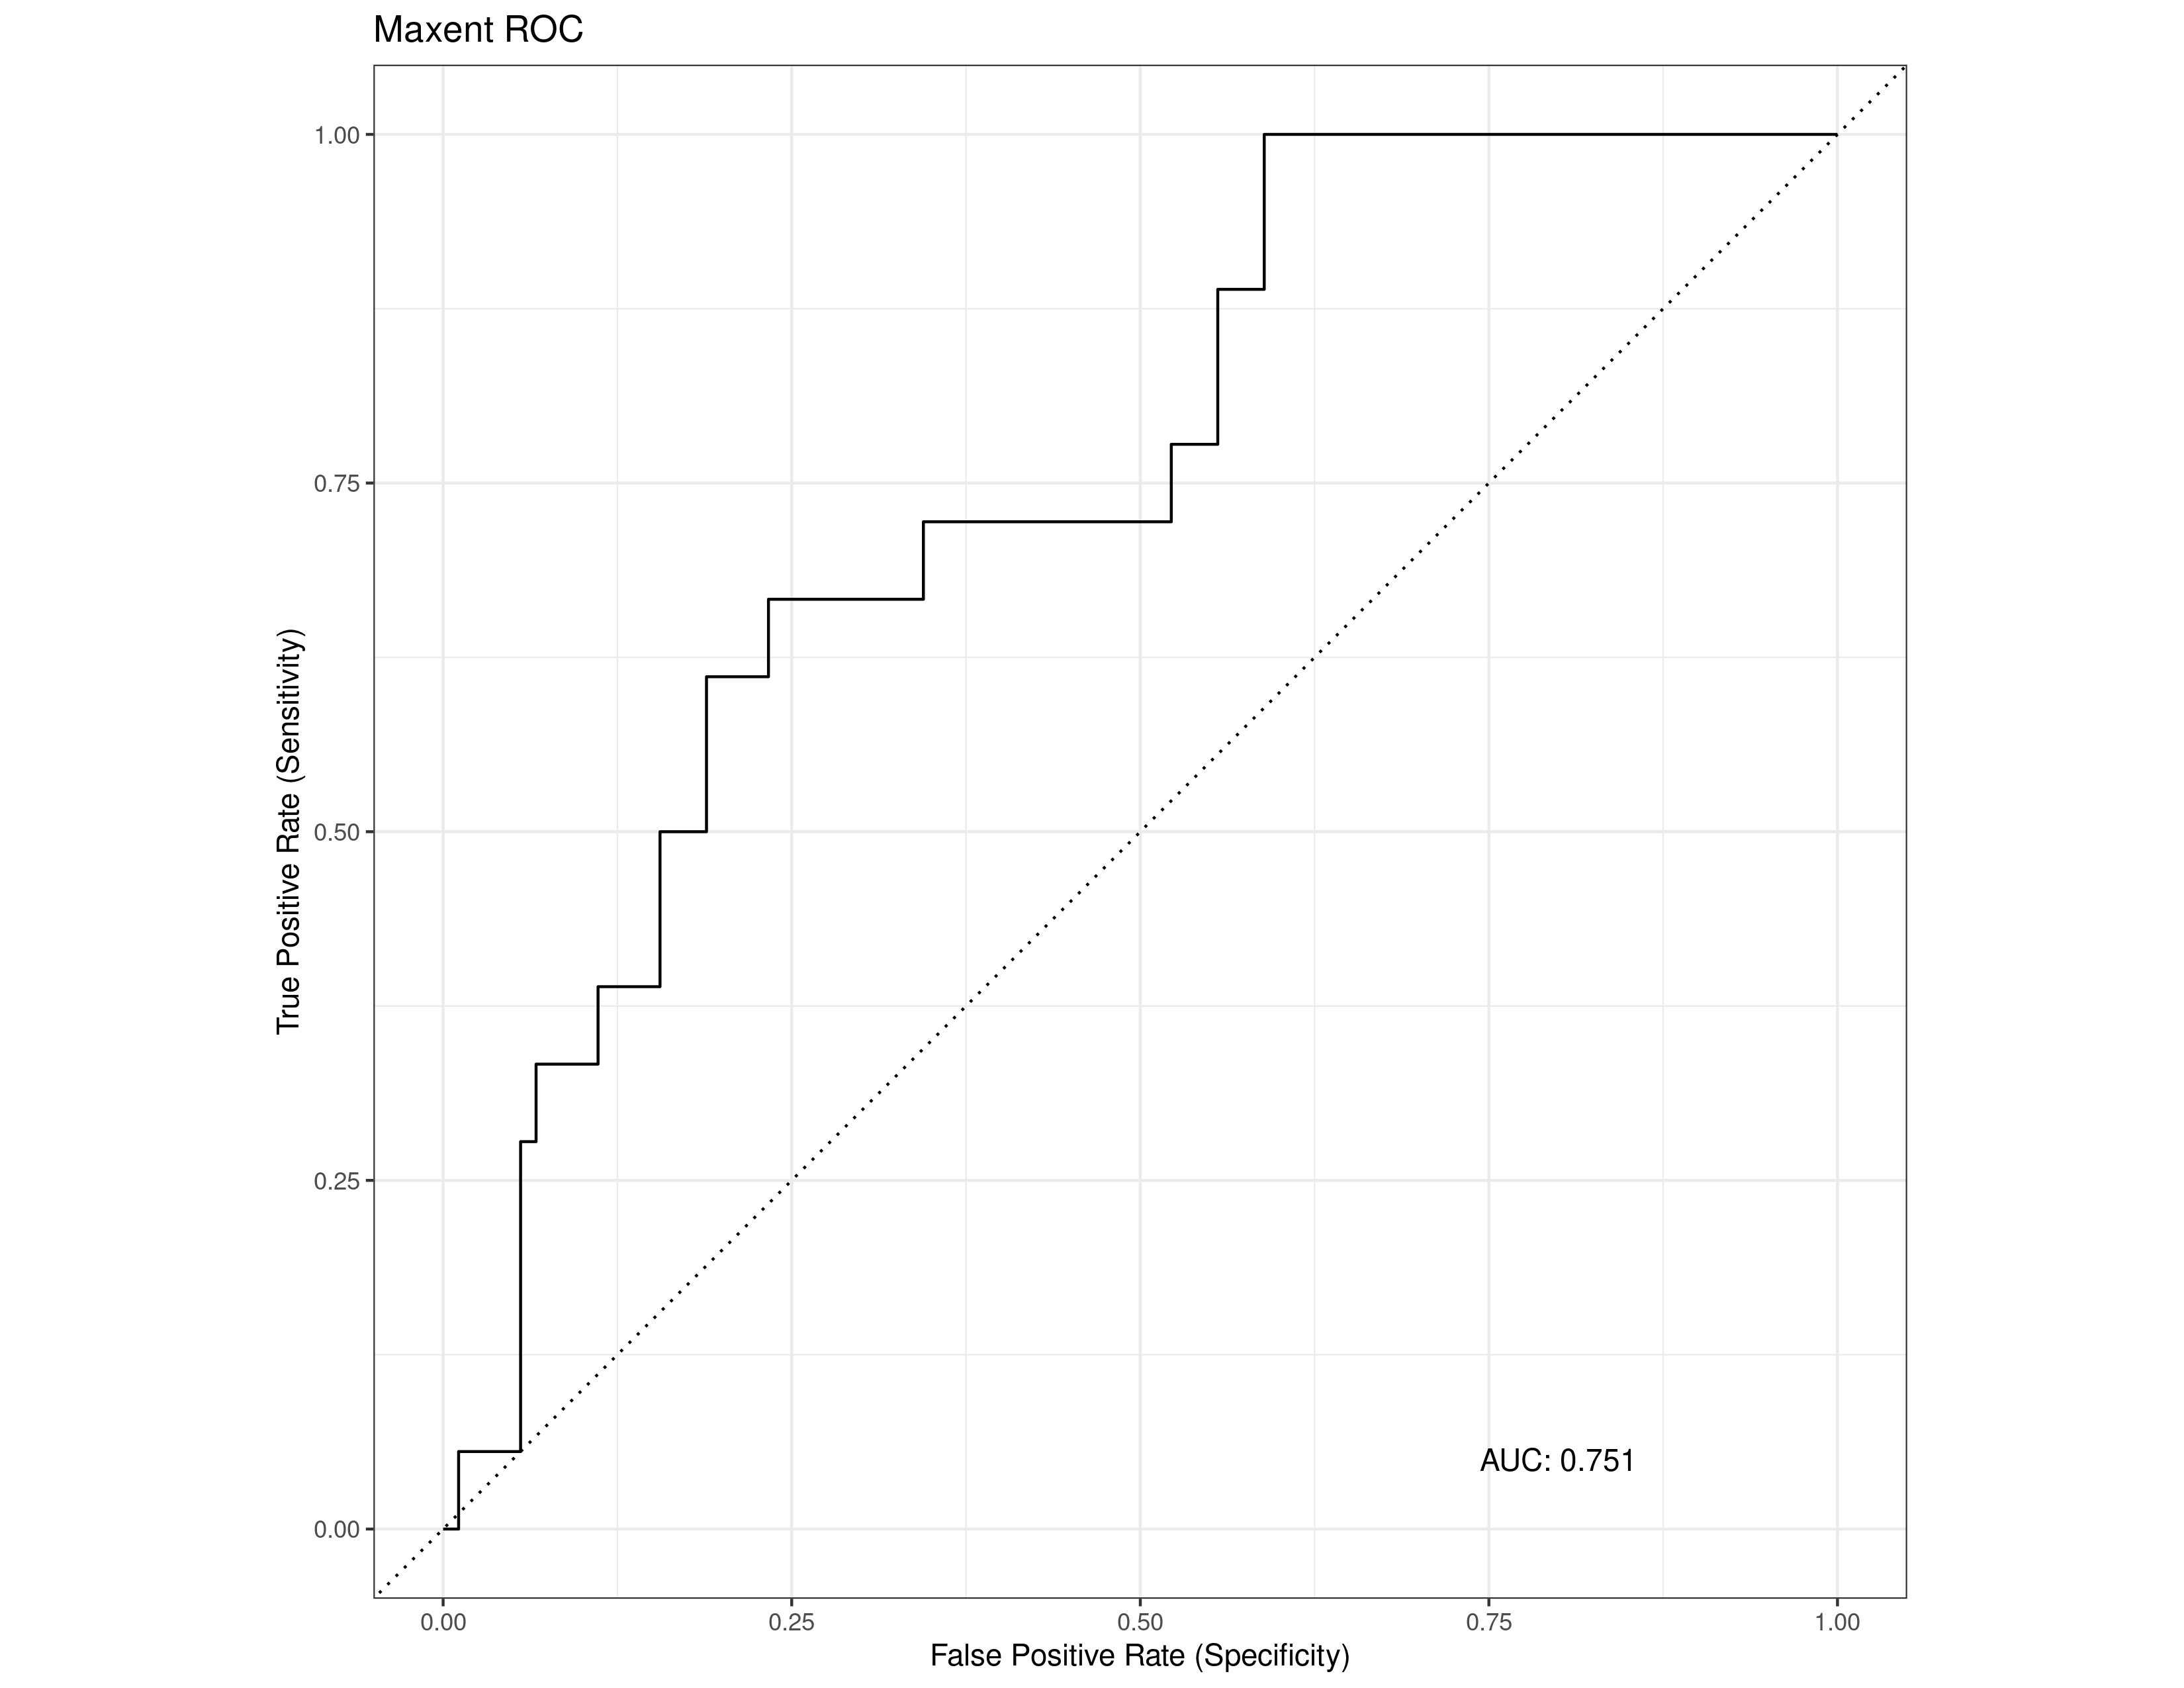 Maxent ROC
1.00
0.75
0.50
0.25
0.00
True Positive Rate (Sensitivity)
AUC: 0.751
0.00 0.25 0.50 0.75 1.00
False Positive Rate (Specificity)